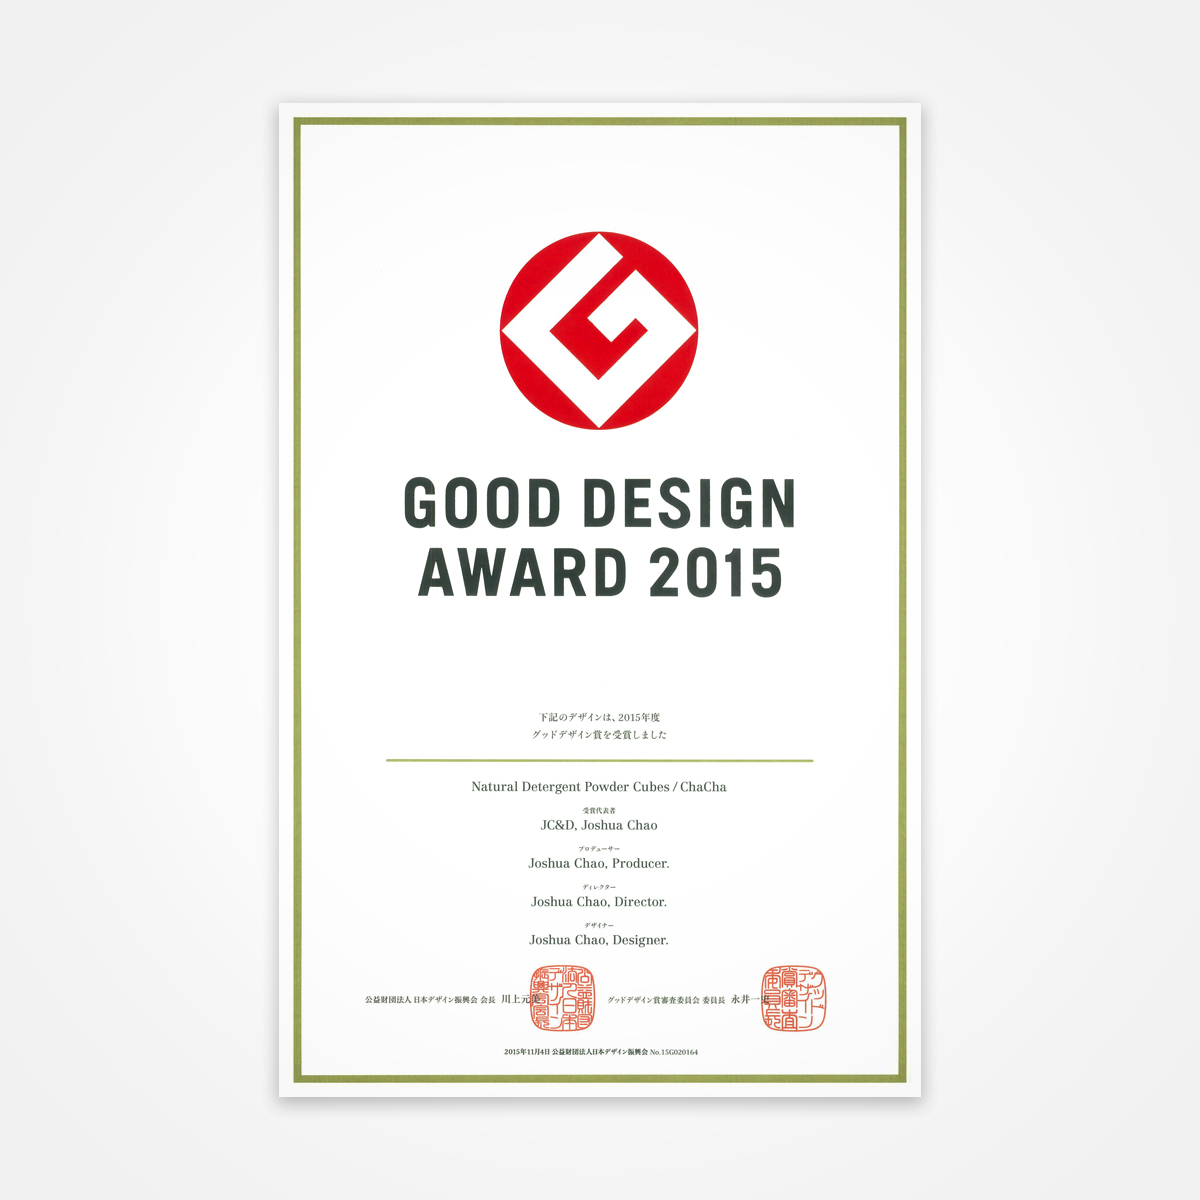 GOOD DESIGN
AWARD 2015
下記のデザインは、2015年度
グッドデザイン賞を受賞しました
Natural Detergent Powder Cubes / ChaCha
受賞代表者
JC&D, Joshua Chao
プロデューサー
Joshua Chao, Producer.
ディレクター
Joshua Chao, Director.
デザイナー
Joshua Chao, Designer.
公益財団法人 日本デザイン振興会 会長 川上元美
グッドデザイン賞審査委員会 委員長 永井一史
2015年11月4日 公益財団法人日本デザイン振興会 No.15G020164